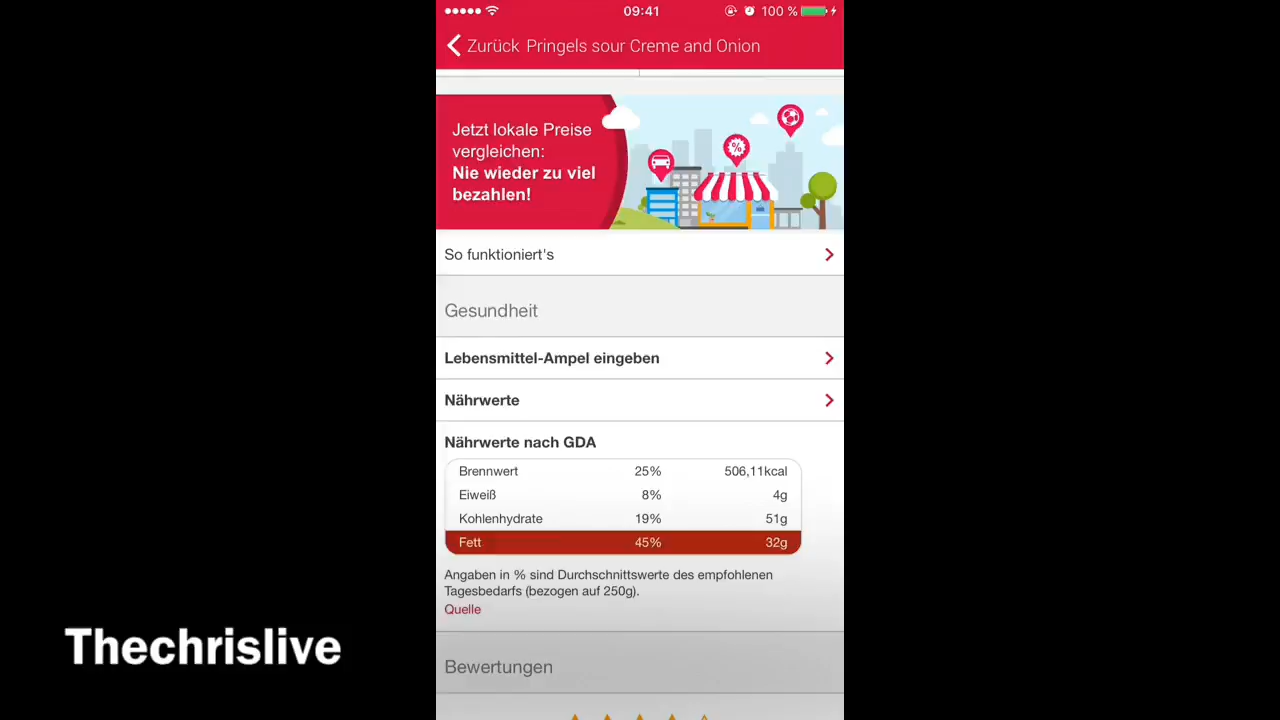 09:41
100 %
Zurück Pringels sour Creme and Onion
Jetzt lokale Preise
vergleichen:
Nie wieder zu viel
bezahlen!
%
So funktioniert's
Gesundheit
Lebensmittel-Ampel eingeben
Nährwerte
Nährwerte nach GDA
Brennwert 25% 506,11kcal
Eiweiß 8% 4g
Kohlenhydrate 19% 51g
Fett 45% 32g
Angaben in % sind Durchschnittswerte des empfohlenen
Tagesbedarfs (bezogen auf 250g).
Quelle
Thechrislive
Bewertungen